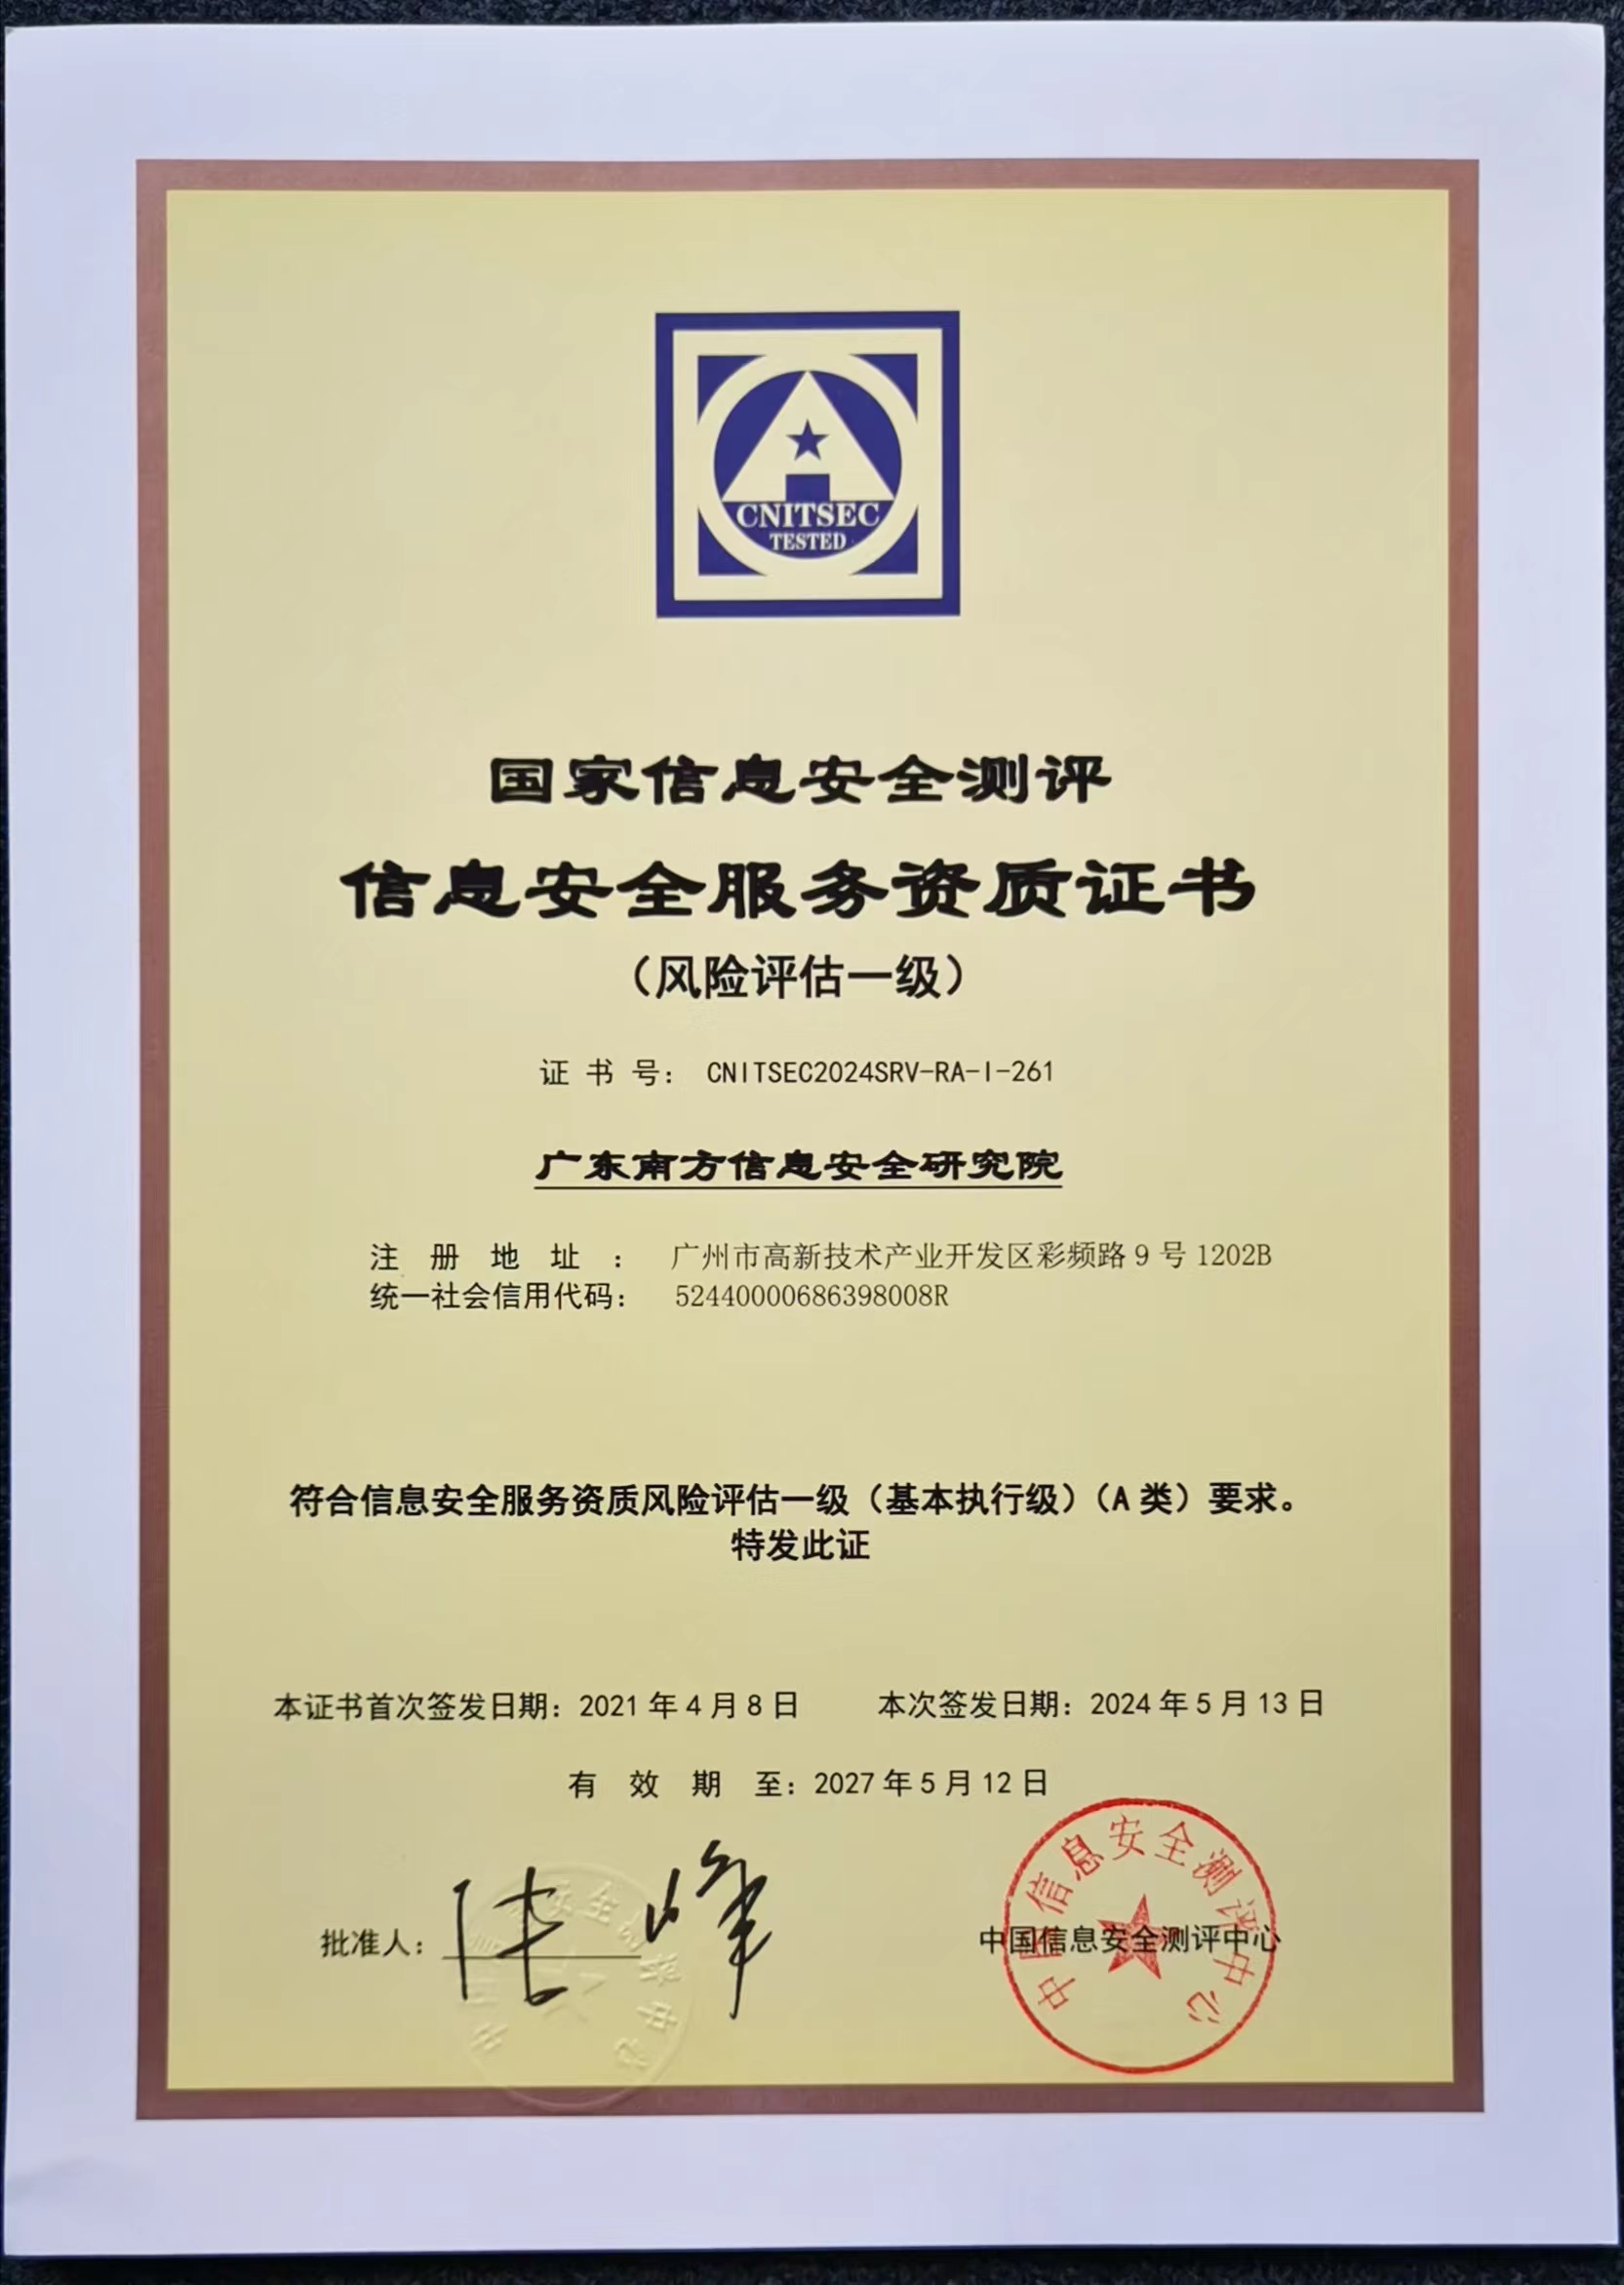 CNITSEC
TESTED
国家信息安全测评
信息安全服务资质证书
（风险评估一级）
证 书 号： CNITSEC2024SRV-RA-I-261
广东南方信息安全研究院
注 册 地 址 ： 广州市高新技术产业开发区彩频路 9 号 1202B
统一社会信用代码： 52440000686398008R
符合信息安全服务资质风险评估一级（基本执行级）（A 类）要求。
特发此证
本证书首次签发日期：2021 年 4 月 8 日 本次签发日期：2024 年 5 月 13 日
有 效 期 至：2027 年 5 月 12 日
批准人： 张峰
中国信息安全测评中心
中国信息安全测评中心